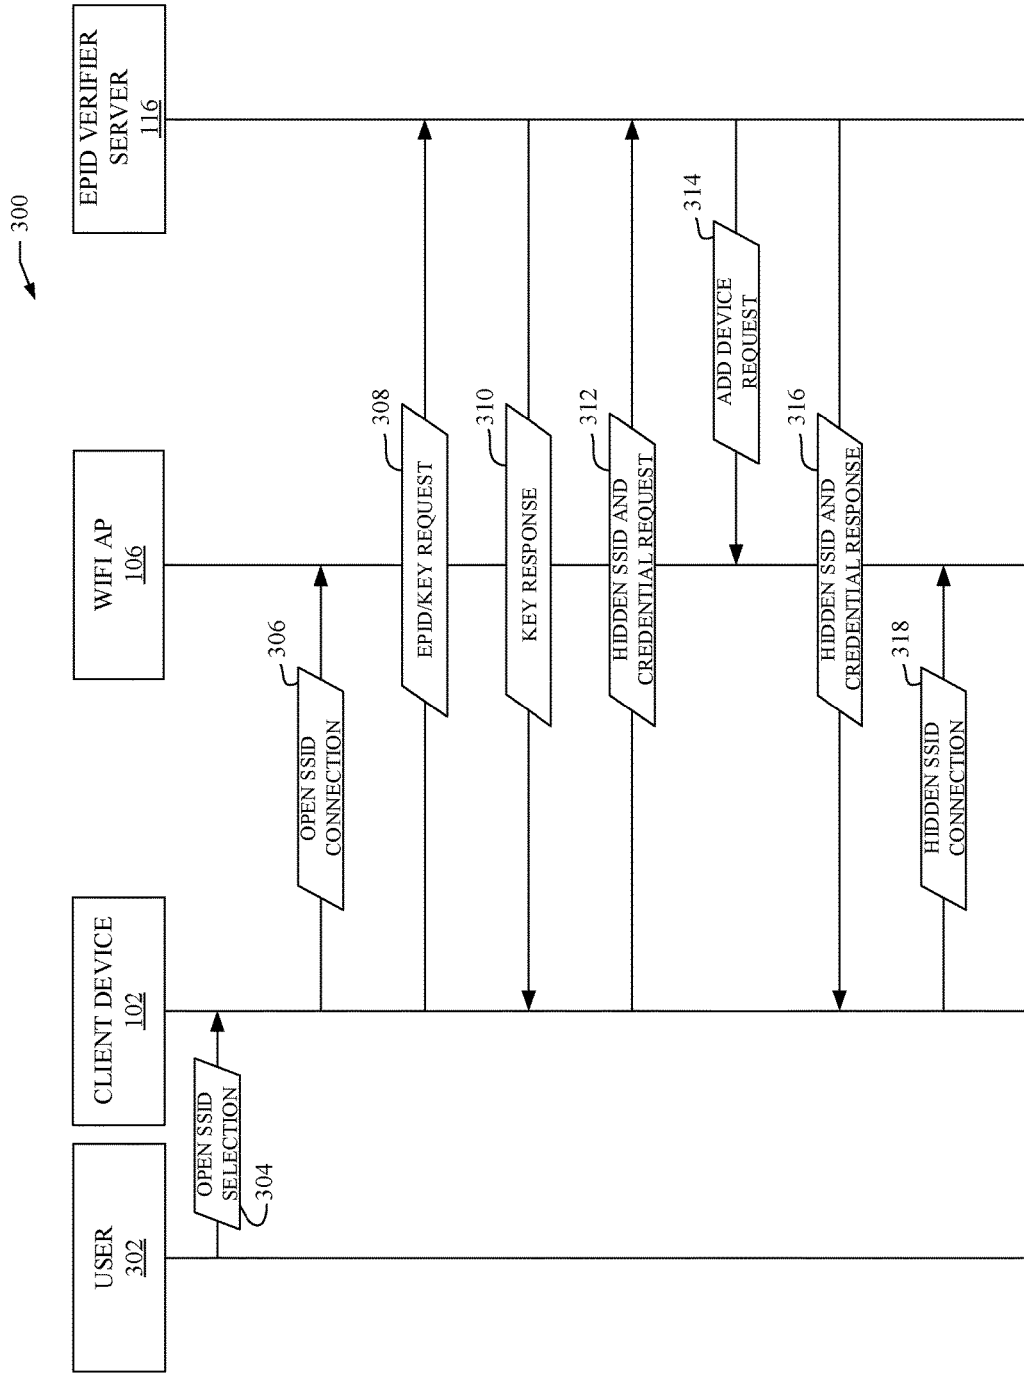 300
USER
302
CLIENT DEVICE
102
WIFI AP
106
EPID VERIFIER
SERVER
116
OPEN SSID
SELECTION
304
OPEN SSID
CONNECTION
306
EPID/KEY REQUEST
308
KEY RESPONSE
310
HIDDEN SSID AND
CREDENTIAL REQUEST
312
ADD DEVICE
REQUEST
314
HIDDEN SSID AND
CREDENTIAL RESPONSE
316
HIDDEN SSID
CONNECTION
318